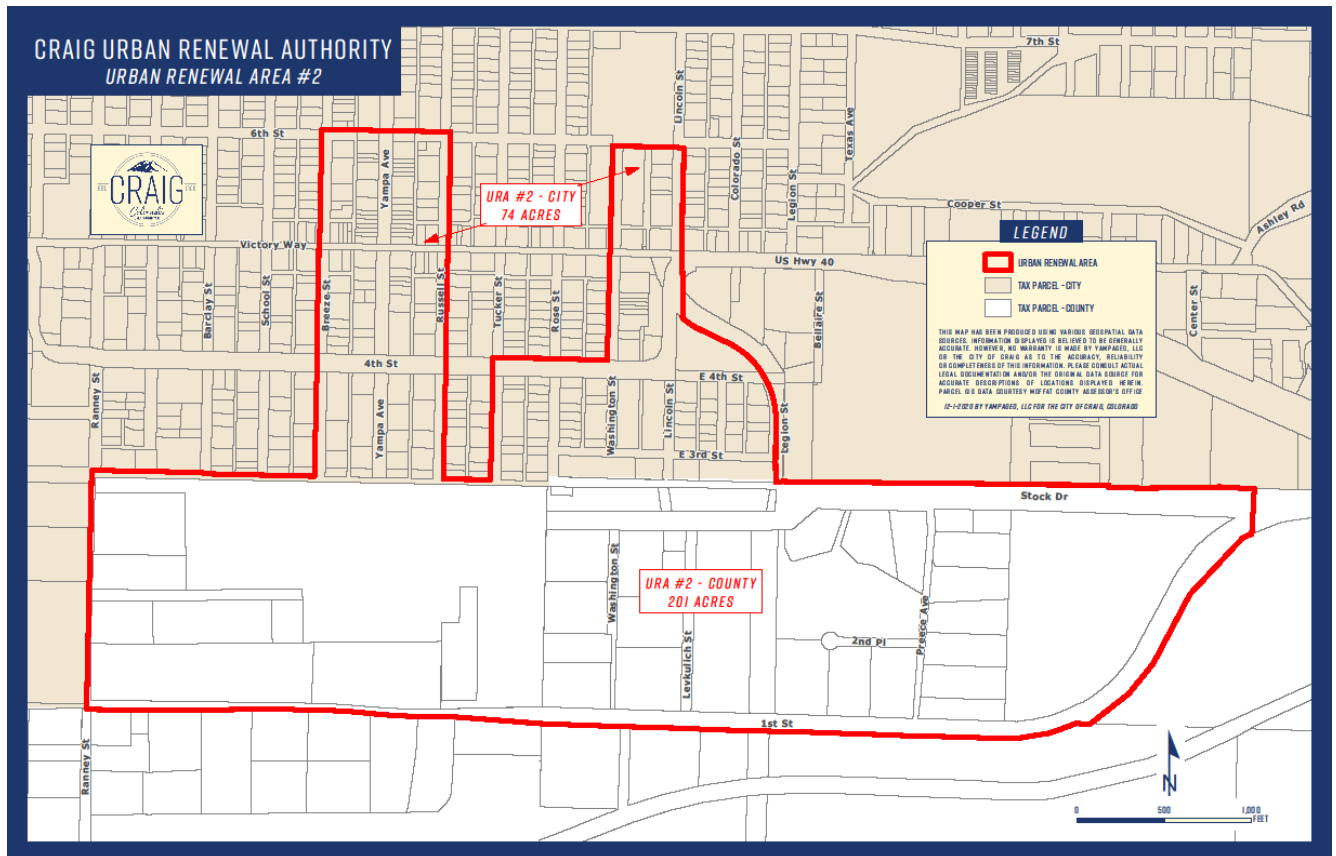 CRAIG URBAN RENEWAL AUTHORITY
URBAN RENEWAL AREA #2
7th St
Lincoln St
Texas Ave
6th St
CRAIG
Colorado
Yampa Ave
Colorado St
Legion St
URA #2 - CITY
74 ACRES
Cooper St
Ashley Rd
Victory Way
US Hwy 40
LEGEND
URBAN RENEWAL AREA
TAX PARCEL - CITY
TAX PARCEL - COUNTY
THIS MAP HAS BEEN PRODUCED USING VARIOUS GEOSPATIAL DATA
SOURCES. INFORMATION DISPLAYED IS BELIEVED TO BE GENERALLY
ACCURATE. HOWEVER, NO WARRANTY IS MADE BY YAMPAGEO, LLC
OR THE CITY OF CRAIG AS TO THE ACCURACY, RELIABILITY
OR COMPLETENESS OF THIS INFORMATION. PLEASE CONSULT ACTUAL
LEGAL DOCUMENTATION AND/OR THE ORIGINAL DATA SOURCE FOR
ACCURATE DESCRIPTIONS OF LOCATIONS DISPLAYED HEREIN.
PARCEL GIS DATA COURTESY MOFFAT COUNTY ASSESSOR'S OFFICE
12-1-2020 BY YAMPAGEO, LLC FOR THE CITY OF CRAIG, COLORADO
Barclay St
School St
Breeze St
Russell St
Tucker St
Rose St
Bellaire St
Center St
4th St
E 4th St
Ranney St
Yampa Ave
Washington St
Lincoln St
Legion St
E 3rd St
Stock Dr
URA #2 - COUNTY
201 ACRES
Washington St
Levkulich St
2nd Pl
Preece Ave
1st St
Ranney St
N
0 500 1,000
FEET